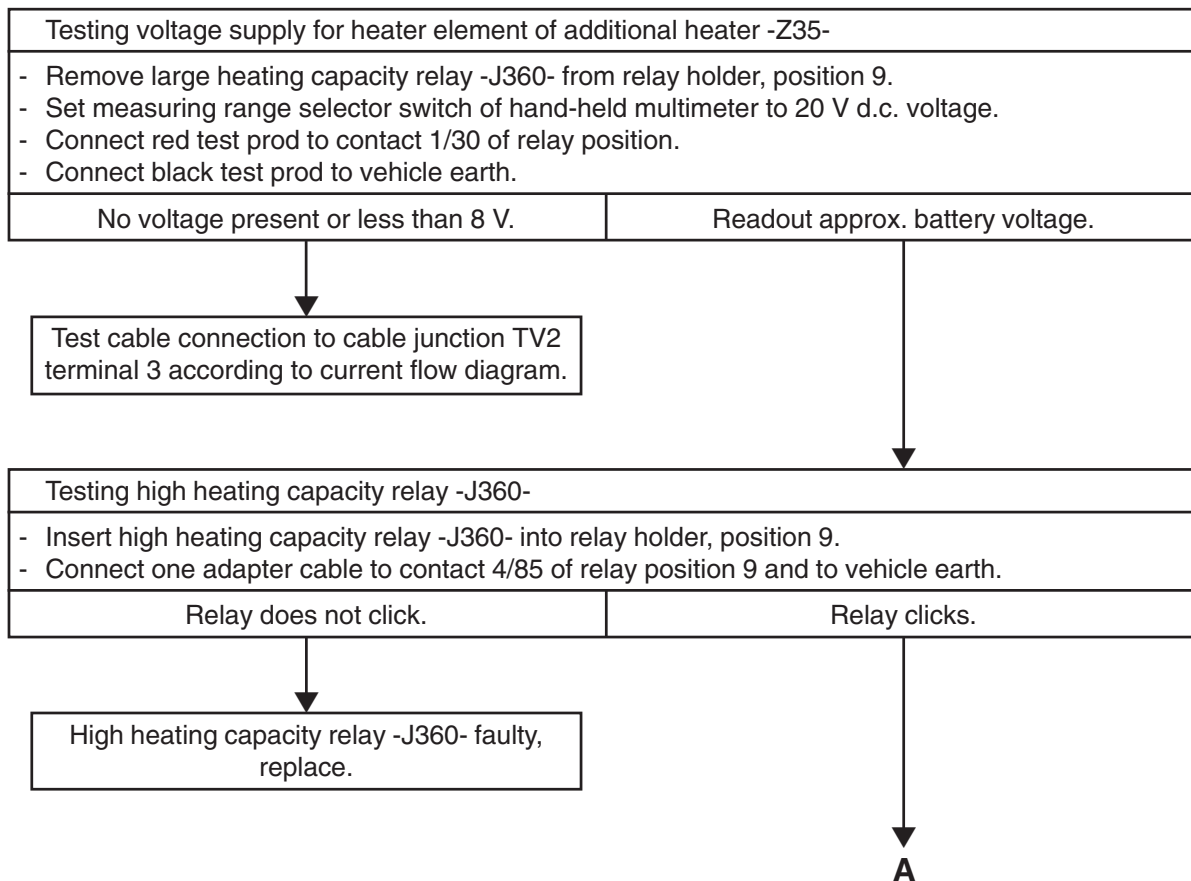 Testing voltage supply for heater element of additional heater -Z35-
- Remove large heating capacity relay -J360- from relay holder, position 9.
- Set measuring range selector switch of hand-held multimeter to 20 V d.c. voltage.
- Connect red test prod to contact 1/30 of relay position.
- Connect black test prod to vehicle earth.
No voltage present or less than 8 V.
Readout approx. battery voltage.
Test cable connection to cable junction TV2
terminal 3 according to current flow diagram.
Testing high heating capacity relay -J360-
- Insert high heating capacity relay -J360- into relay holder, position 9.
- Connect one adapter cable to contact 4/85 of relay position 9 and to vehicle earth.
Relay does not click.
Relay clicks.
High heating capacity relay -J360- faulty,
replace.
A